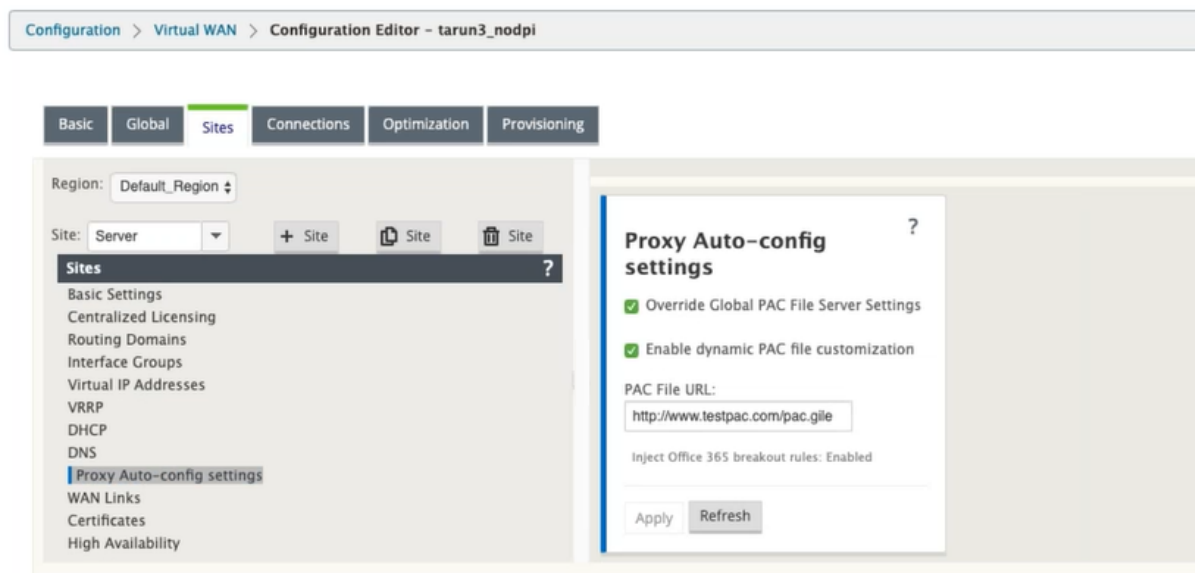 Configuration > Virtual WAN > Configuration Editor - tarun3_nodpi
Basic Global Sites Connections Optimization Provisioning
Region: Default_Region
Site: Server + Site Site Site
Sites ?
Basic Settings
Centralized Licensing
Routing Domains
Interface Groups
Virtual IP Addresses
VRRP
DHCP
DNS
Proxy Auto-config settings
WAN Links
Certificates
High Availability
?
Proxy Auto-config
settings
Override Global PAC File Server Settings
Enable dynamic PAC file customization
PAC File URL:
http://www.testpac.com/pac.gile
Inject Office 365 breakout rules: Enabled
Apply Refresh